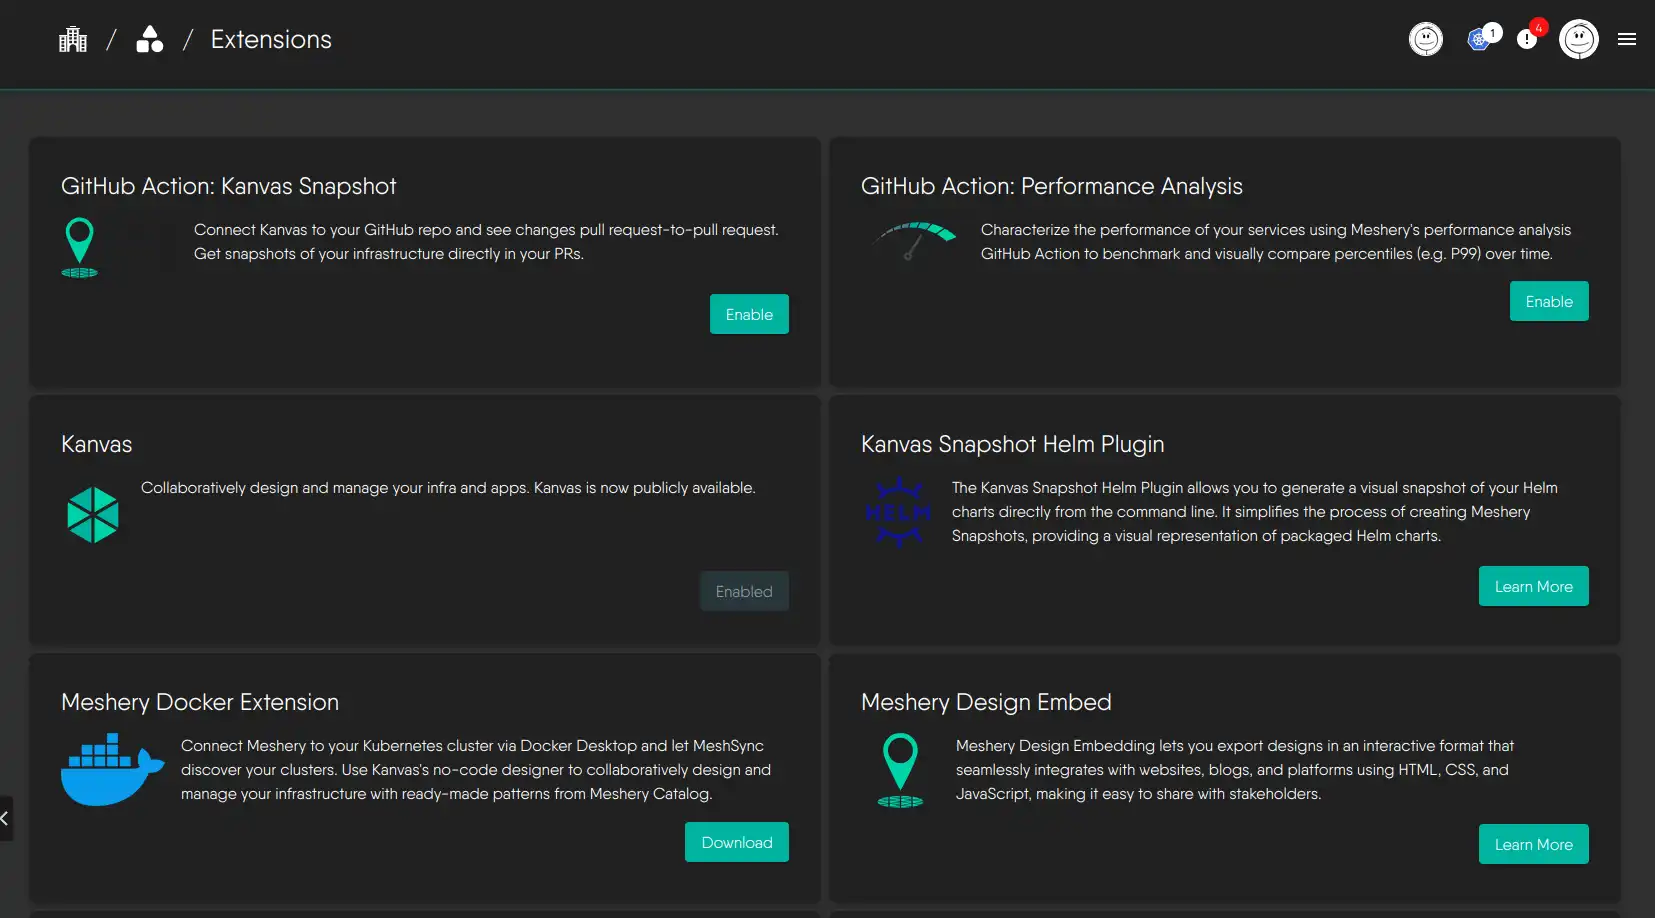 / / Extensions
1
!
4
GitHub Action: Kanvas Snapshot
Connect Kanvas to your GitHub repo and see changes pull request-to-pull request.
Get snapshots of your infrastructure directly in your PRs.
Enable
GitHub Action: Performance Analysis
Characterize the performance of your services using Meshery's performance analysis
GitHub Action to benchmark and visually compare percentiles (e.g. P99) over time.
Enable
Kanvas
Collaboratively design and manage your infra and apps. Kanvas is now publicly available.
Enabled
Kanvas Snapshot Helm Plugin
HELM
The Kanvas Snapshot Helm Plugin allows you to generate a visual snapshot of your Helm
charts directly from the command line. It simplifies the process of creating Meshery
Snapshots, providing a visual representation of packaged Helm charts.
Learn More
Meshery Docker Extension
Connect Meshery to your Kubernetes cluster via Docker Desktop and let MeshSync
discover your clusters. Use Kanvas's no-code designer to collaboratively design and
manage your infrastructure with ready-made patterns from Meshery Catalog.
Download
Meshery Design Embed
Meshery Design Embedding lets you export designs in an interactive format that
seamlessly integrates with websites, blogs, and platforms using HTML, CSS, and
JavaScript, making it easy to share with stakeholders.
Learn More